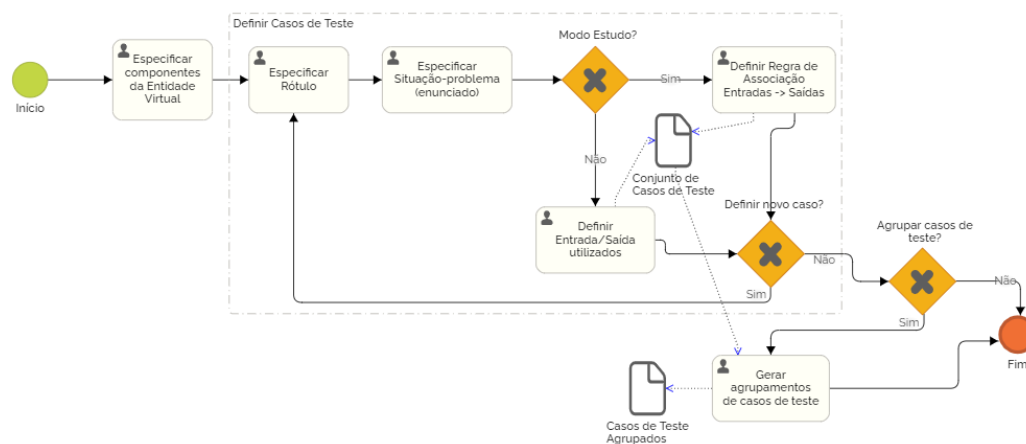 Definir Casos de Teste
Início
Especificar
componentes
da Entidade
Virtual
Especificar
Rótulo
Especificar
Situação-problema
(enunciado)
Modo Estudo?
Sim
Definir Regra de
Associação
Entradas -> Saídas
Não
Conjunto de
Casos de Teste
Definir
Entrada/Saída
utilizados
Definir novo caso?
Não
Sim
Agrupar casos de
teste?
Não
Sim
Fim
Gerar
agrupamentos
de casos de teste
Casos de Teste
Agrupados